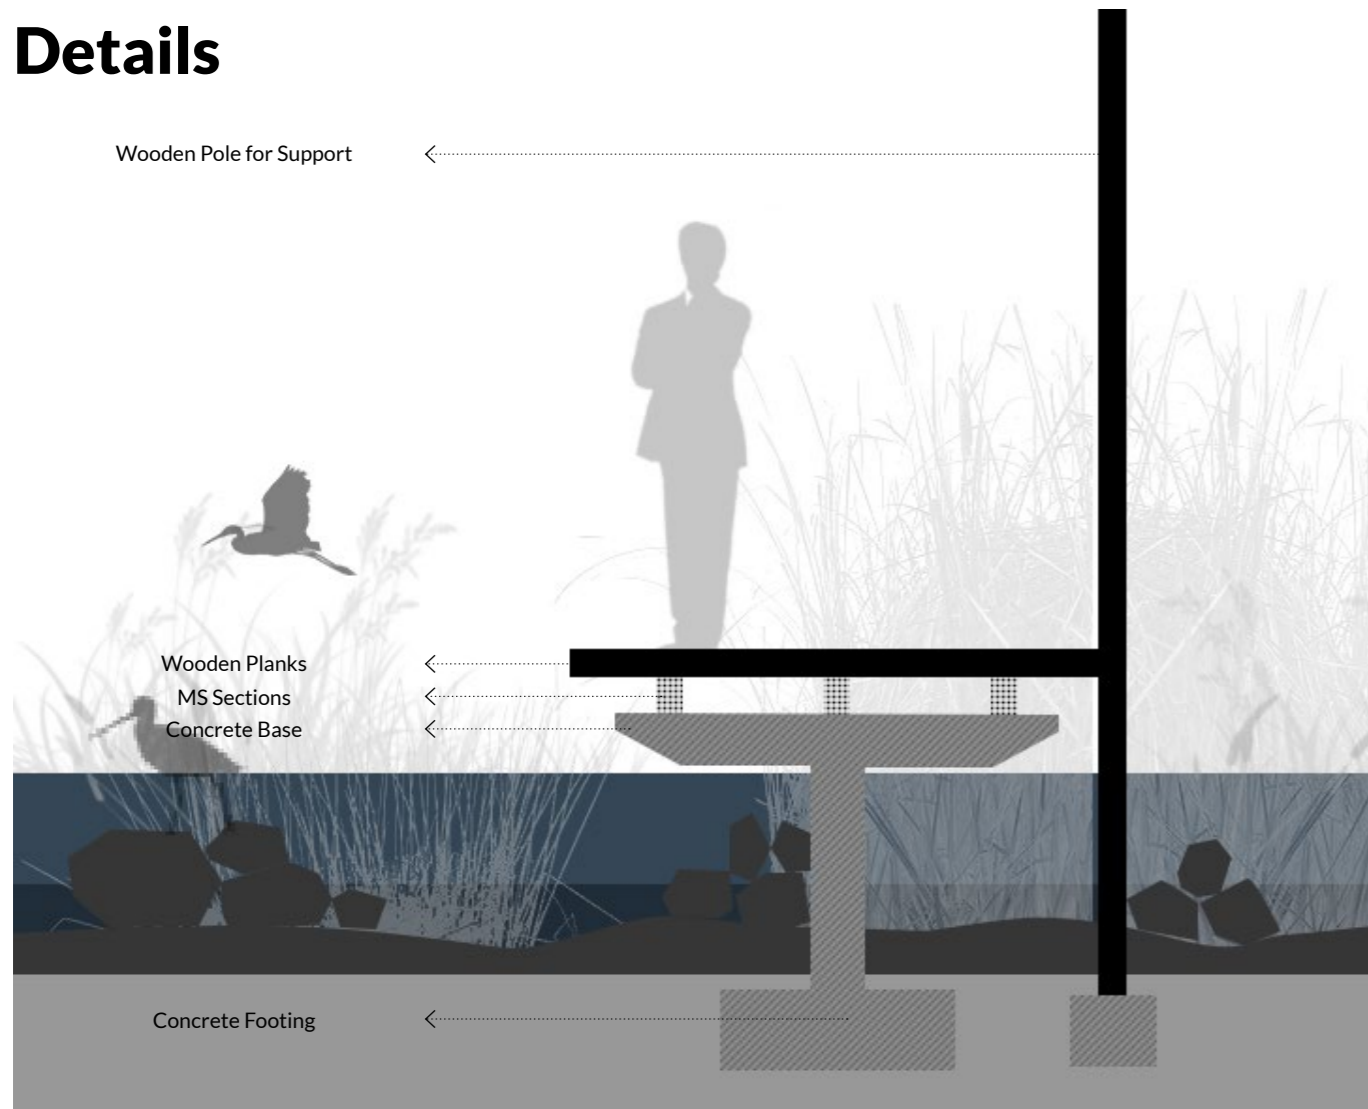 Details
Wooden Pole for Support
Wooden Planks
MS Sections
Concrete Base
Concrete Footing